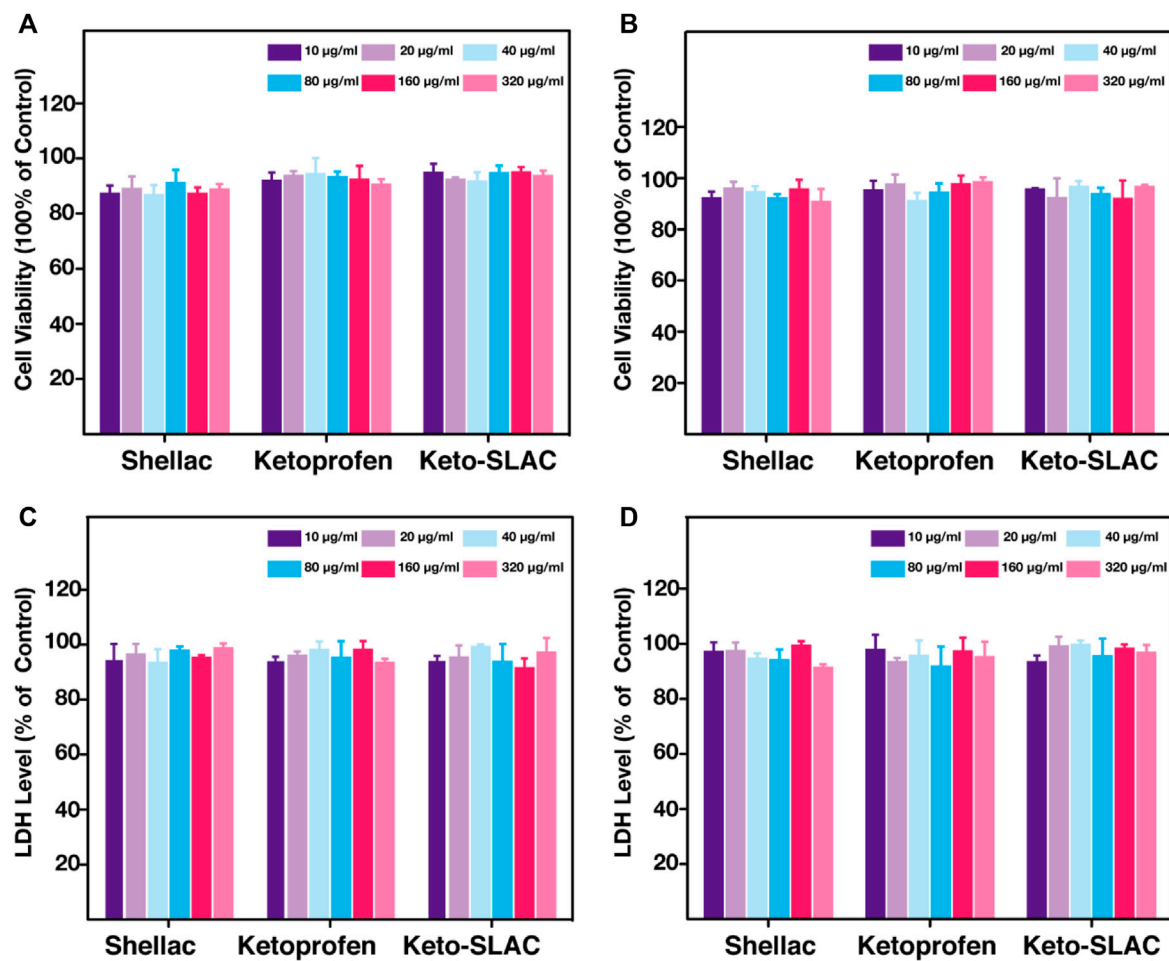 A
10 µg/ml 20 µg/ml 40 µg/ml
80 µg/ml 160 µg/ml 320 µg/ml
Cell Viability (100% of Control)
120
100
80
60
40
20
Shellac Ketoprofen Keto-SLAC
B
10 µg/ml 20 µg/ml 40 µg/ml
80 µg/ml 160 µg/ml 320 µg/ml
Cell Viability (100% of Control)
120
100
80
60
40
20
Shellac Ketoprofen Keto-SLAC
C
10 µg/ml 20 µg/ml 40 µg/ml
80 µg/ml 160 µg/ml 320 µg/ml
LDH Level (% of Control)
120
100
80
60
40
20
Shellac Ketoprofen Keto-SLAC
D
10 µg/ml 20 µg/ml 40 µg/ml
80 µg/ml 160 µg/ml 320 µg/ml
LDH Level (% of Control)
120
100
80
60
40
20
Shellac Ketoprofen Keto-SLAC